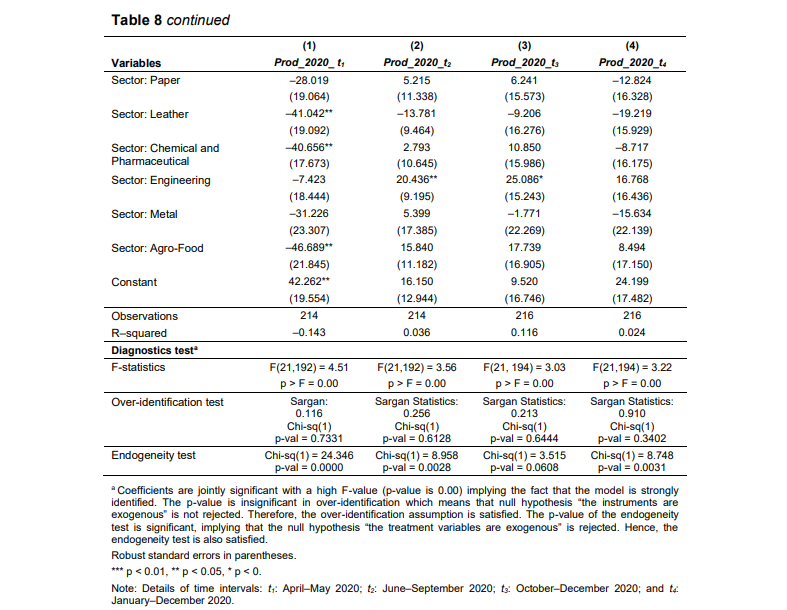 Table 8 continued
(1) (2) (3) (4)
Variables Prod_2020_ t1 Prod_2020_t2 Prod_2020_t3 Prod_2020_t4
Sector: Paper –28.019 5.215 6.241 –12.824
(19.064) (11.338) (15.573) (16.328)
Sector: Leather –41.042** –13.781 –9.206 –19.219
(19.092) (9.464) (16.276) (15.929)
Sector: Chemical and –40.656** 2.793 10.850 –8.717
Pharmaceutical (17.673) (10.645) (15.986) (16.175)
Sector: Engineering –7.423 20.436** 25.086* 16.768
(18.444) (9.195) (15.243) (16.436)
Sector: Metal –31.226 5.399 –1.771 –15.634
(23.307) (17.385) (22.269) (22.139)
Sector: Agro-Food –46.689** 15.840 17.739 8.494
(21.845) (11.182) (16.905) (17.150)
Constant 42.262** 16.150 9.520 24.199
(19.554) (12.944) (16.746) (17.482)
Observations 214 214 216 216
R–squared –0.143 0.036 0.116 0.024
Diagnostics testa
F-statistics F(21,192) = 4.51 F(21,192) = 3.56 F(21, 194) = 3.03 F(21,194) = 3.22
p > F = 0.00 p > F = 0.00 p > F = 0.00 p > F = 0.00
Over-identification test Sargan: Sargan Statistics: Sargan Statistics: Sargan Statistics:
0.116 0.256 0.213 0.910
Chi-sq(1) Chi-sq(1) Chi-sq(1) Chi-sq(1)
p-val = 0.7331 p-val = 0.6128 p-val = 0.6444 p-val = 0.3402
Endogeneity test Chi-sq(1) = 24.346 Chi-sq(1) = 8.958 Chi-sq(1) = 3.515 Chi-sq(1) = 8.748
p-val = 0.0000 p-val = 0.0028 p-val = 0.0608 p-val = 0.0031
a Coefficients are jointly significant with a high F-value (p-value is 0.00) implying the fact that the model is strongly
identified. The p-value is insignificant in over-identification which means that null hypothesis “the instruments are
exogenous” is not rejected. Therefore, the over-identification assumption is satisfied. The p-value of the endogeneity
test is significant, implying that the null hypothesis “the treatment variables are exogenous” is rejected. Hence, the
endogeneity test is also satisfied.
Robust standard errors in parentheses.
*** p < 0.01, ** p < 0.05, * p < 0.
Note: Details of time intervals: t1: April–May 2020; t2: June–September 2020; t3: October–December 2020; and t4:
January–December 2020.